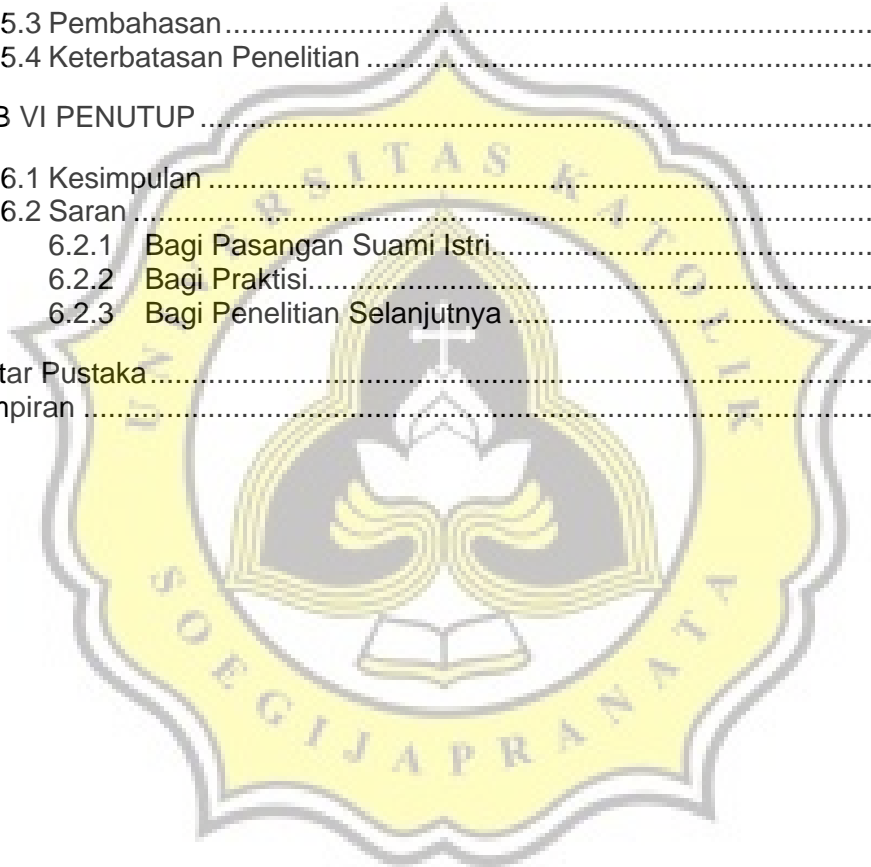 5.3 Pembahasan................................................................................
5.4 Keterbatasan Penelitian ................................................................
B VI PENUTUP................................................................................
6.1 Kesimpulan ................................................................................
6.2 Saran ................................................................................
6.2.1 Bagi Pasangan Suami Istri................................................
6.2.2 Bagi Praktisi................................................................
6.2.3 Bagi Penelitian Selanjutnya ................................................
tar Pustaka................................................................................
mpiran ................................................................................
UNIVERSITAS KATOLIK
SOEGIJAPRANATA